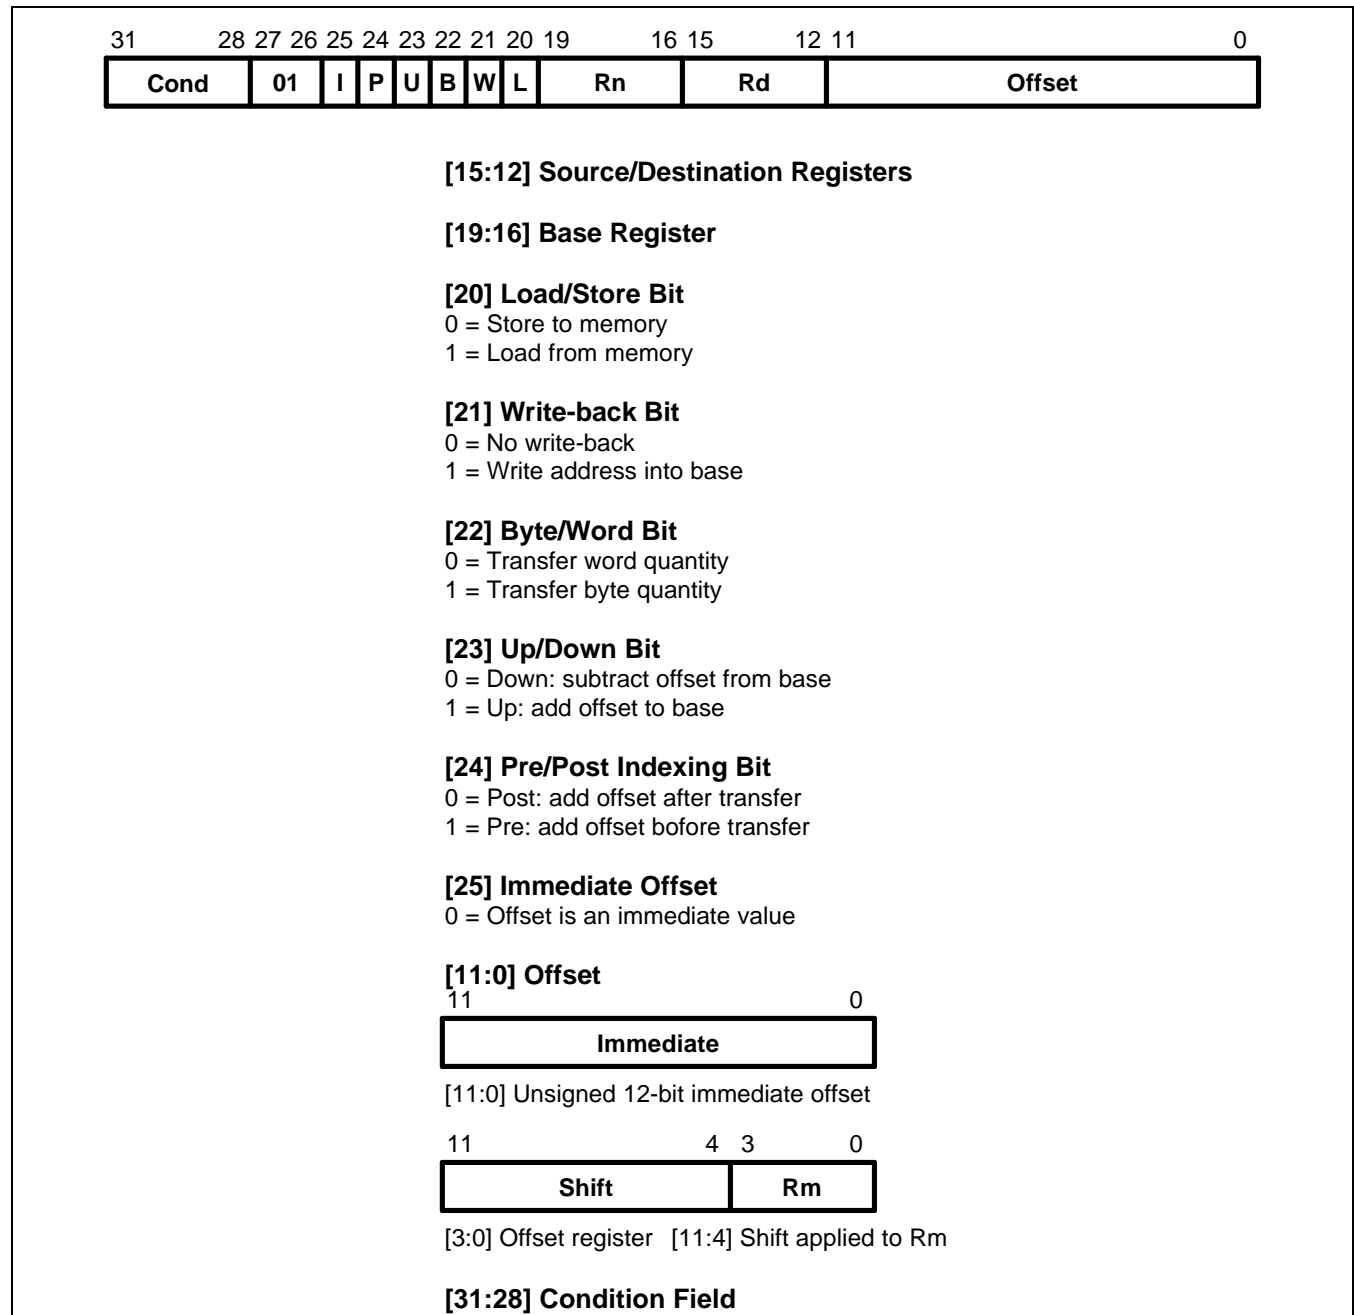 31 28 27 26 25 24 23 22 21 20 19 16 15 12 11 0
Cond 01 I P U B W L Rn Rd Offset
[15:12] Source/Destination Registers
[19:16] Base Register
[20] Load/Store Bit
0 = Store to memory
1 = Load from memory
[21] Write-back Bit
0 = No write-back
1 = Write address into base
[22] Byte/Word Bit
0 = Transfer word quantity
1 = Transfer byte quantity
[23] Up/Down Bit
0 = Down: subtract offset from base
1 = Up: add offset to base
[24] Pre/Post Indexing Bit
0 = Post: add offset after transfer
1 = Pre: add offset bofore transfer
[25] Immediate Offset
0 = Offset is an immediate value
[11:0] Offset
11 0
Immediate
[11:0] Unsigned 12-bit immediate offset
11 4 3 0
Shift Rm
[3:0] Offset register [11:4] Shift applied to Rm
[31:28] Condition Field